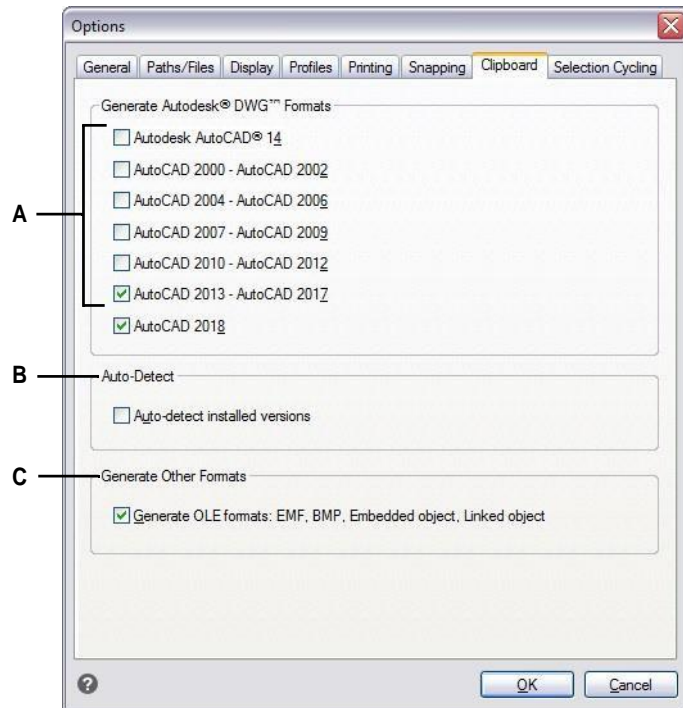 Options
General Paths/Files Display Profiles Printing Snapping Clipboard Selection Cycling
Generate Autodesk® DWG™ Formats
Autodesk AutoCAD® 14
AutoCAD 2000 - AutoCAD 2002
AutoCAD 2004 - AutoCAD 2006
A
AutoCAD 2007 - AutoCAD 2009
AutoCAD 2010 - AutoCAD 2012
AutoCAD 2013 - AutoCAD 2017
AutoCAD 2018
B
Auto-Detect
Auto-detect installed versions
C
Generate Other Formats
Generate OLE formats: EMF, BMP, Embedded object, Linked object
?
OK Cancel